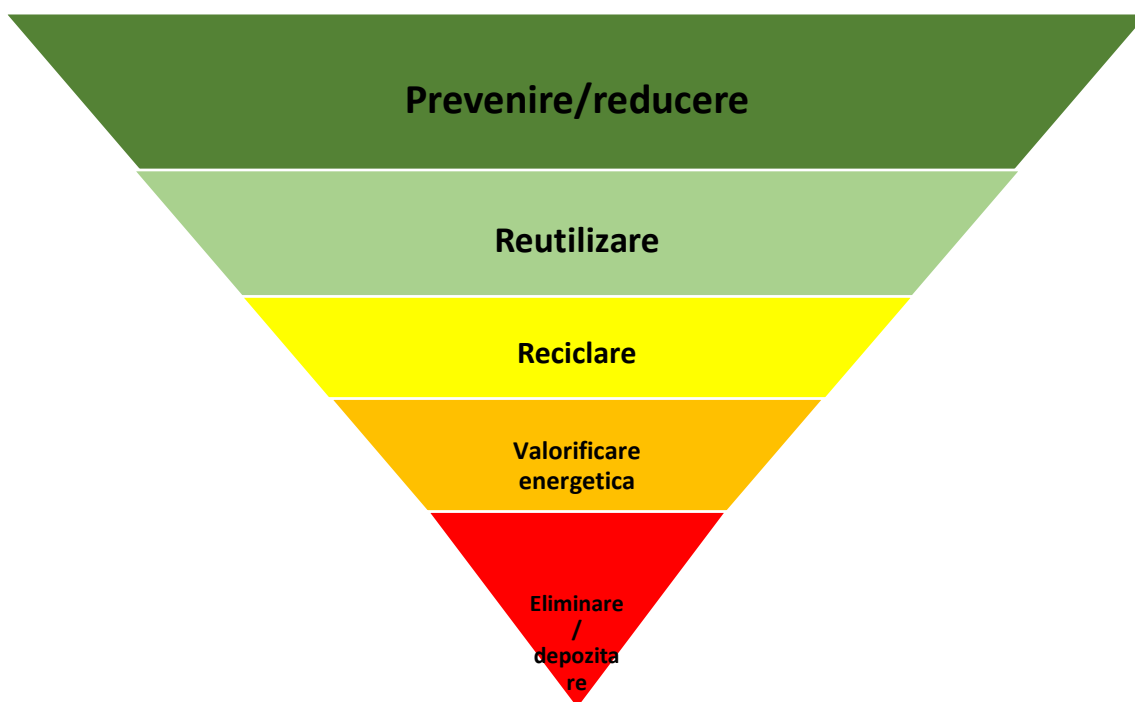 Prevenire/reducere
Reutilizare
Reciclare
Valorificare
energetica
Eliminare
/
depozita
re